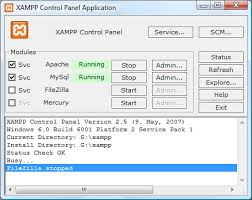 XAMPP Control Panel Application
XAMPP Control Panel
Service...
SCM...
Modules
Svc Apache Running Stop Admin...
Svc MySql Running Stop Admin...
Svc FileZilla Start Admin...
Svc Mercury Start Admin...
Status
Refresh
Explore...
Help
Exit
XAMPP Control Panel Version 2.5 (9. May, 2007)
Windows 6.0 Build 6001 Platform 2 Service Pack 1
Current Directory: G:\xampp
Install Directory: G:\xampp
Status Check OK
Busy...
FileZilla stopped